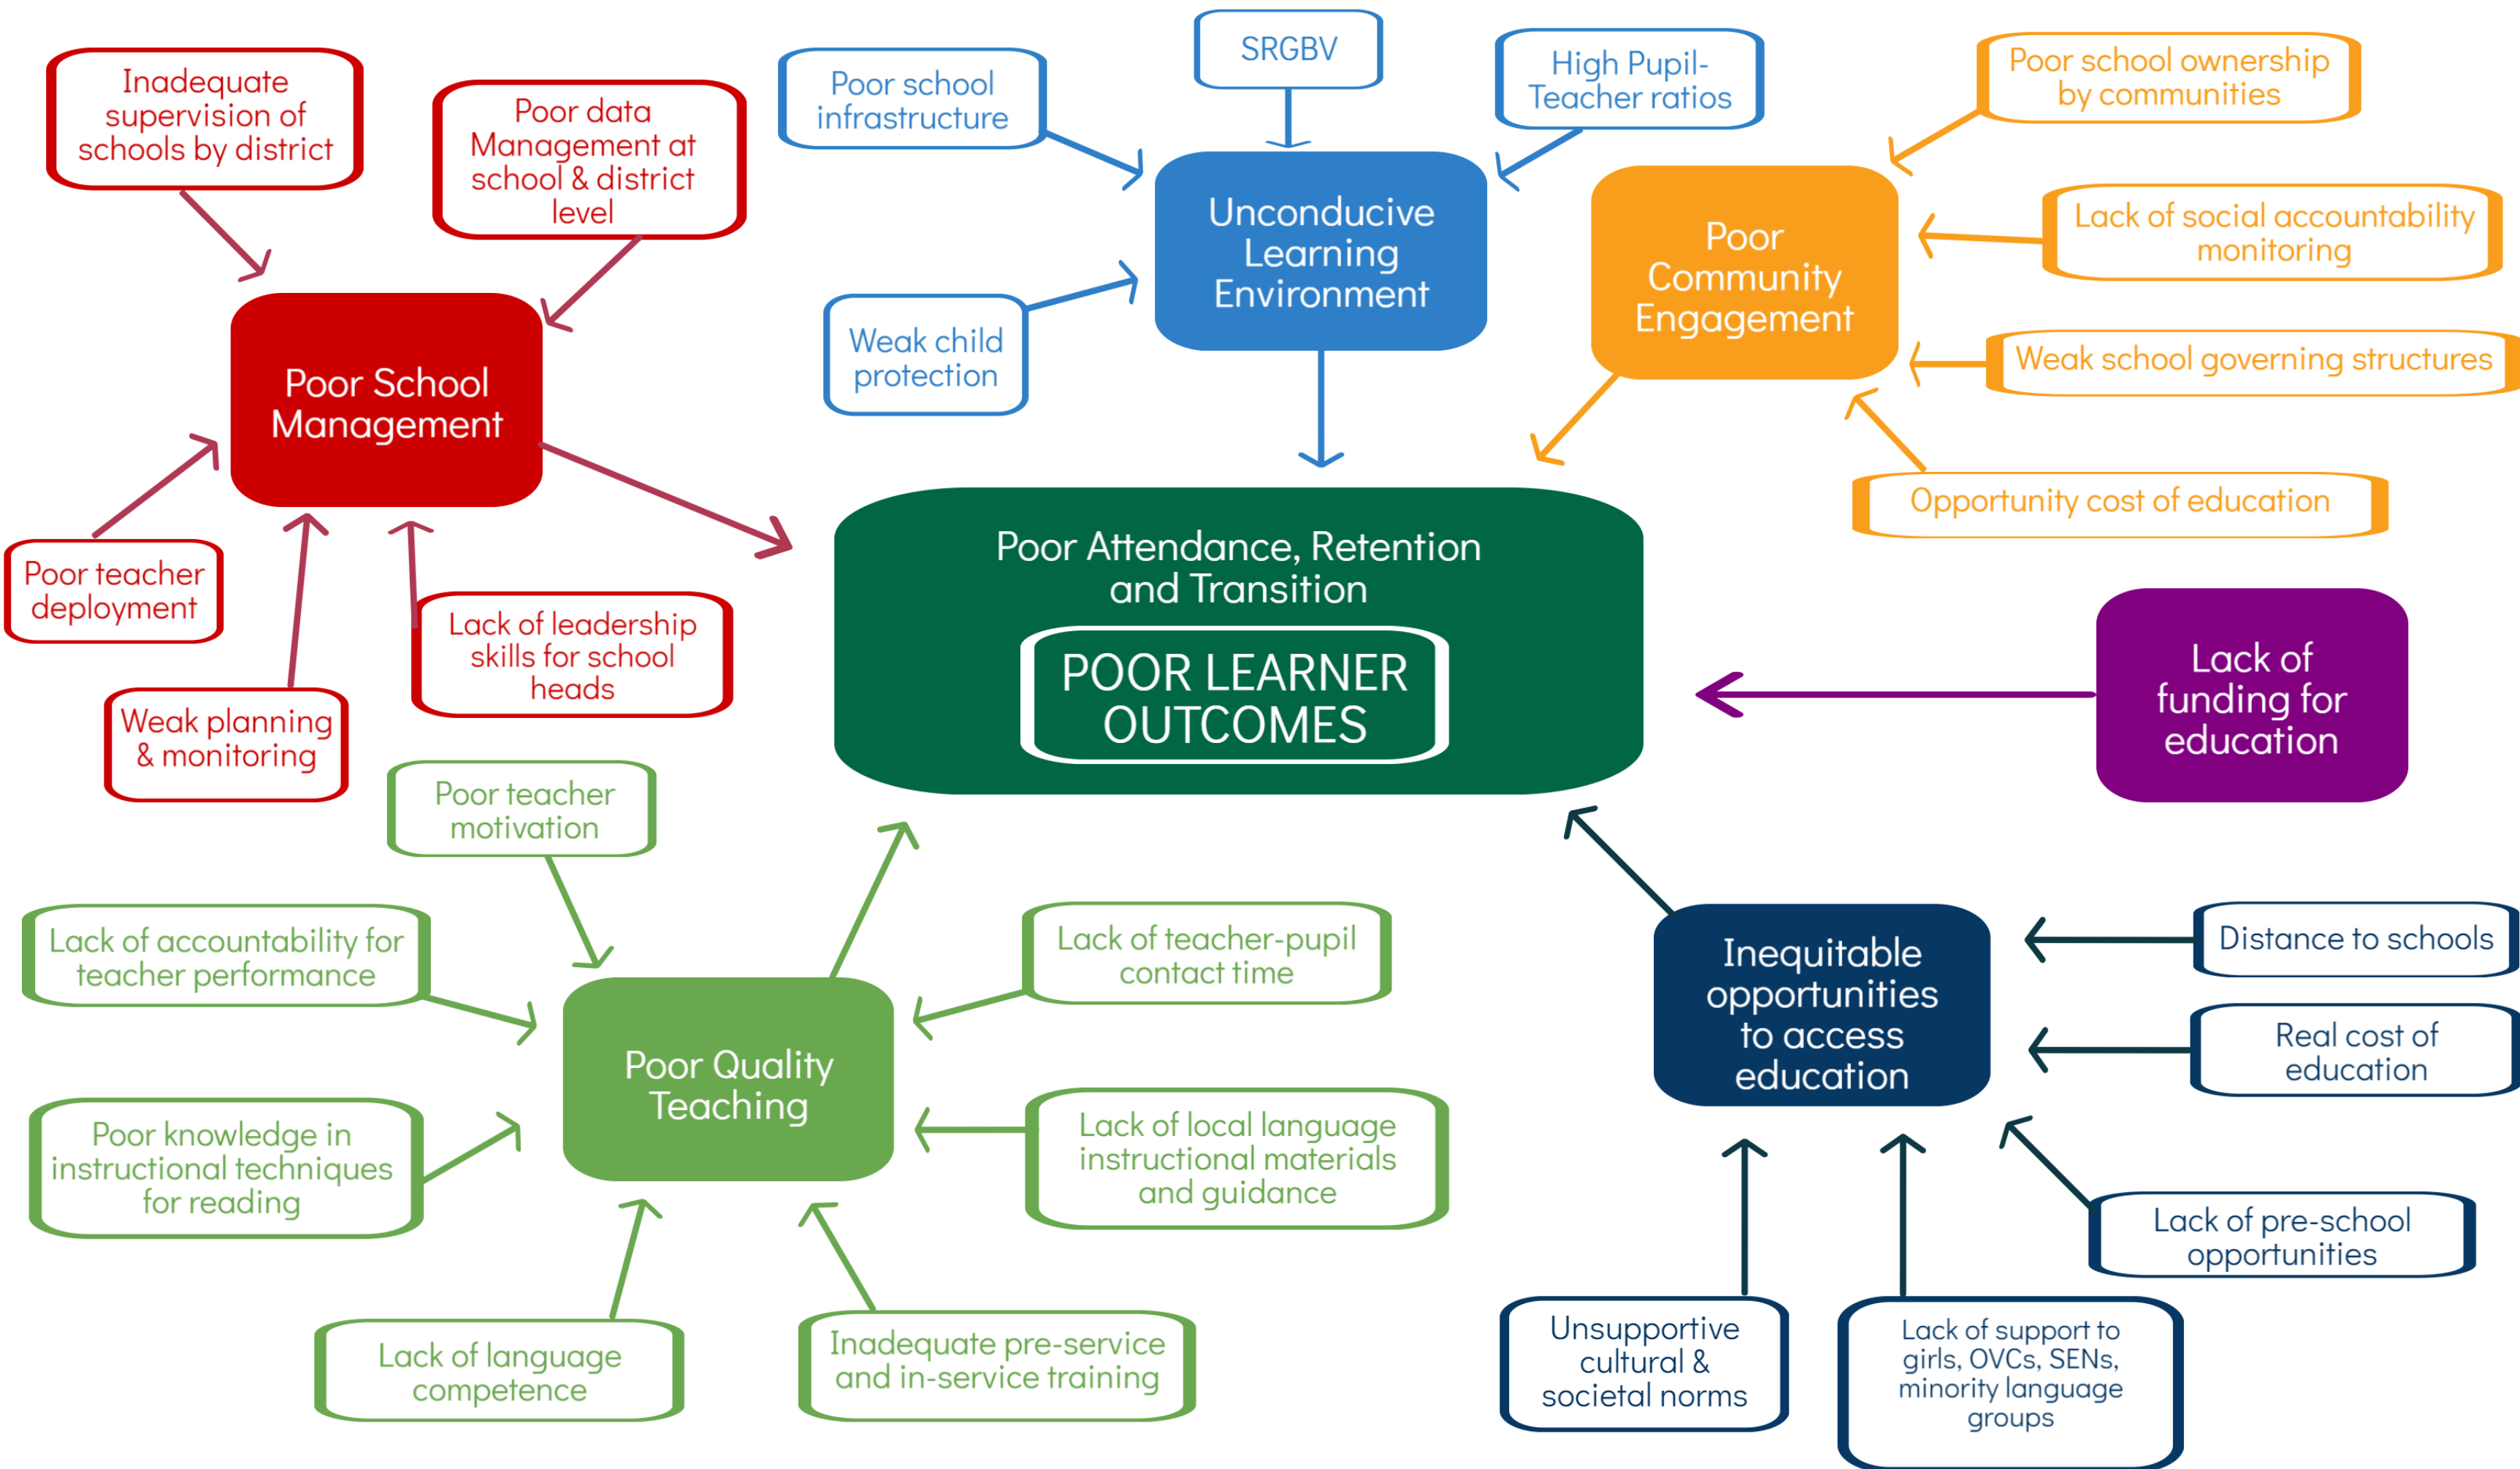 Inadequate
supervision of
schools by district
Poor data
Management at
school & district
level
Poor School
Management
Poor teacher
deployment
Weak planning
& monitoring
Lack of leadership
skills for school
heads
Poor school
infrastructure
SRGBV
High Pupil-
Teacher ratios
Weak child
protection
Unconducive
Learning
Environment
Poor school ownership
by communities
Lack of social accountability
monitoring
Weak school governing structures
Opportunity cost of education
Poor
Community
Engagement
Poor Attendance, Retention
and Transition
POOR LEARNER
OUTCOMES
Lack of
funding for
education
Poor teacher
motivation
Lack of accountability for
teacher performance
Poor knowledge in
instructional techniques
for reading
Lack of language
competence
Inadequate pre-service
and in-service training
Lack of local language
instructional materials
and guidance
Lack of teacher-pupil
contact time
Poor Quality
Teaching
Inequitable
opportunities
to access
education
Distance to schools
Real cost of
education
Lack of pre-school
opportunities
Lack of support to
girls, OVCs, SENs,
minority language
groups
Unsupportive
cultural &
societal norms